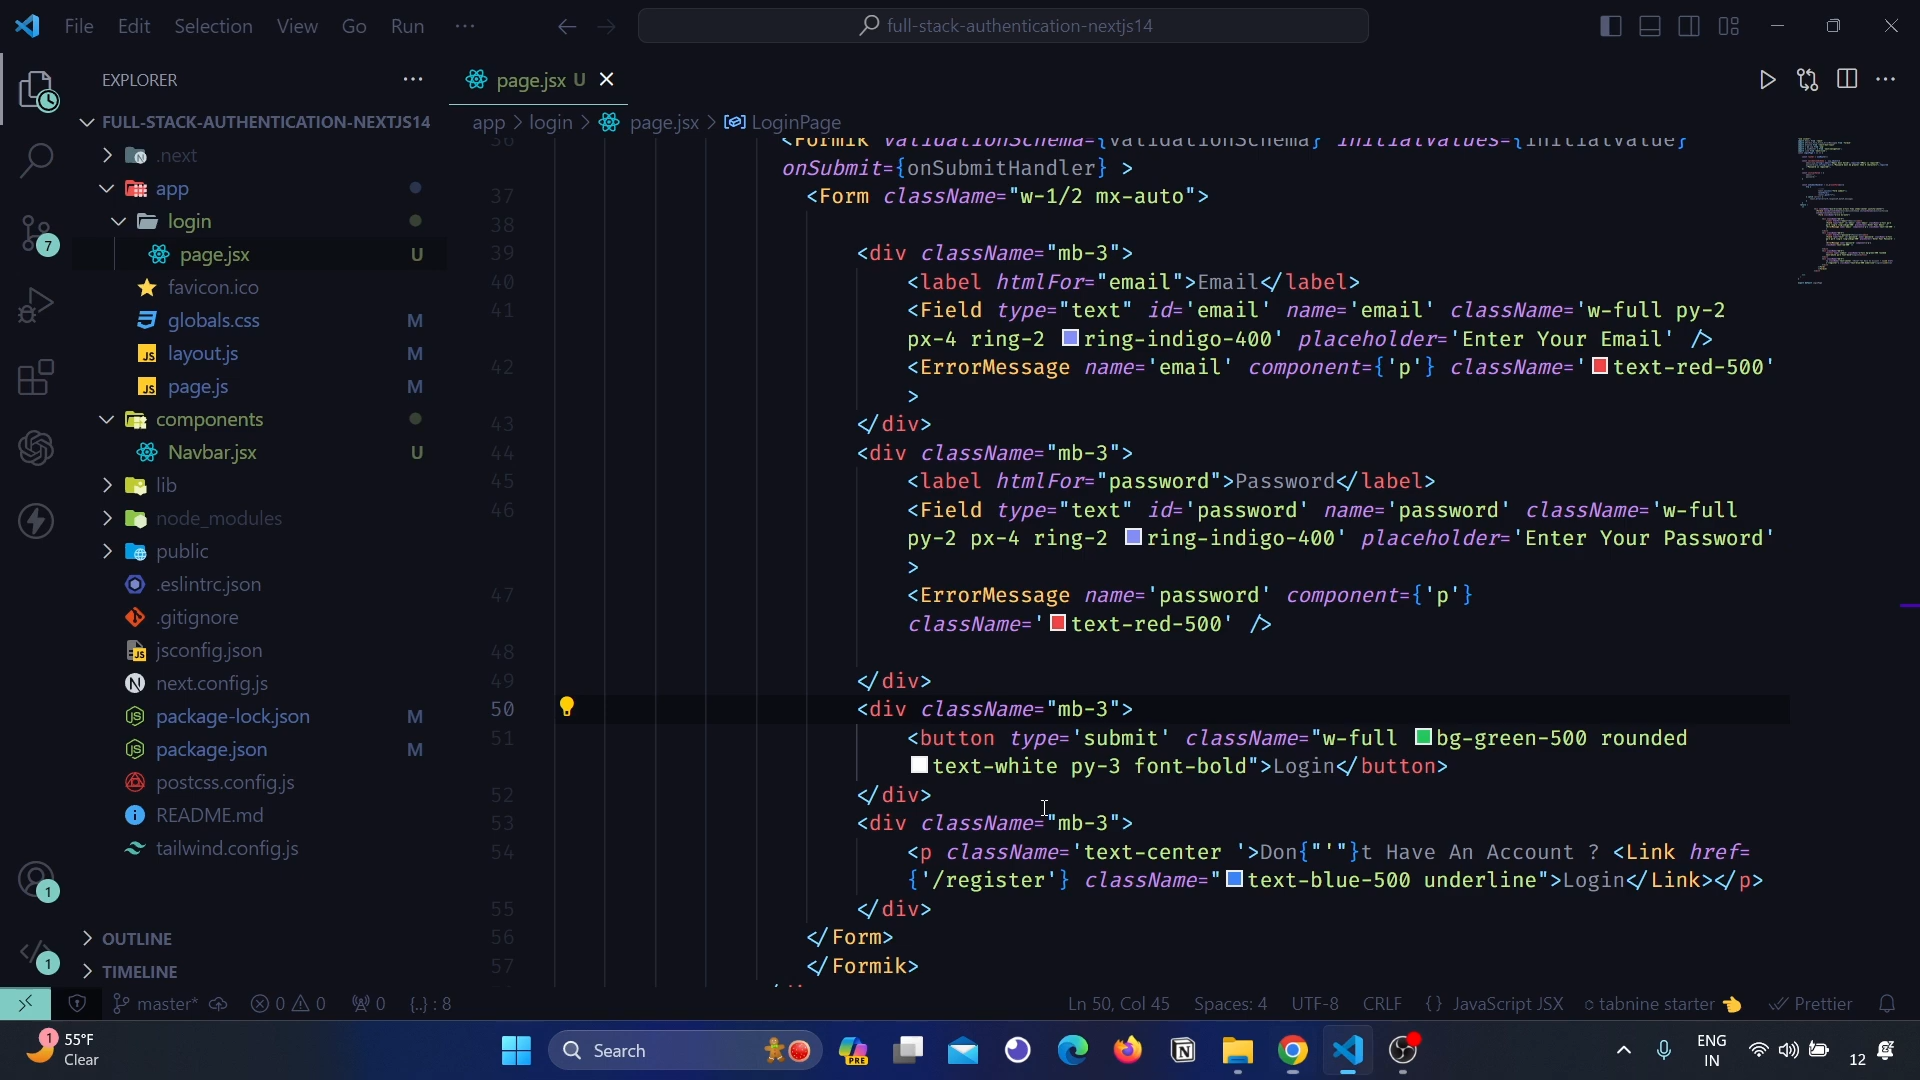 File Edit Selection View Go Run ···
full-stack-authentication-nextjs14
EXPLORER ···
page.jsx U
app > login > page.jsx > LoginPage
FULL-STACK-AUTHENTICATION-NEXTJS14
.next
app
login
page.jsx U
favicon.ico
globals.css M
layout.js M
page.js M
components
Navbar.jsx U
lib
node_modules
public
.eslintrc.json
.gitignore
jsconfig.json
next.config.js
package-lock.json M
package.json M
postcss.config.js
README.md
tailwind.config.js
OUTLINE
TIMELINE
7
1
1
36 <Formik validationSchema={validationSchema} initialValues={initialValue}
onSubmit={onSubmitHandler} >
37 <Form className="w-1/2 mx-auto">
38
39 <div className="mb-3">
40 <label htmlFor="email">Email</label>
41 <Field type="text" id='email' name='email' className='w-full py-2
px-4 ring-2 ring-indigo-400' placeholder='Enter Your Email' />
42 <ErrorMessage name='email' component={'p'} className='text-red-500'
>
43 </div>
44 <div className="mb-3">
45 <label htmlFor="password">Password</label>
46 <Field type="text" id='password' name='password' className='w-full
py-2 px-4 ring-2 ring-indigo-400' placeholder='Enter Your Password'
>
47 <ErrorMessage name='password' component={'p'}
className='text-red-500' />
48
49 </div>
50 <div className="mb-3">
51 <button type='submit' className="w-full bg-green-500 rounded
text-white py-3 font-bold">Login</button>
52 </div>
53 <div className="mb-3">
54 <p className='text-center '>Don{"'"}t Have An Account ? <Link href=
{'/register'} className="text-blue-500 underline">Login</Link></p>
55 </div>
56 </Form>
57 </Formik>
master* 0 0 0 {..} : 8
Ln 50, Col 45 Spaces: 4 UTF-8 CRLF {} JavaScript JSX tabnine starter Prettier
1 55°F
Clear
Search
PRE
ENG
IN
12